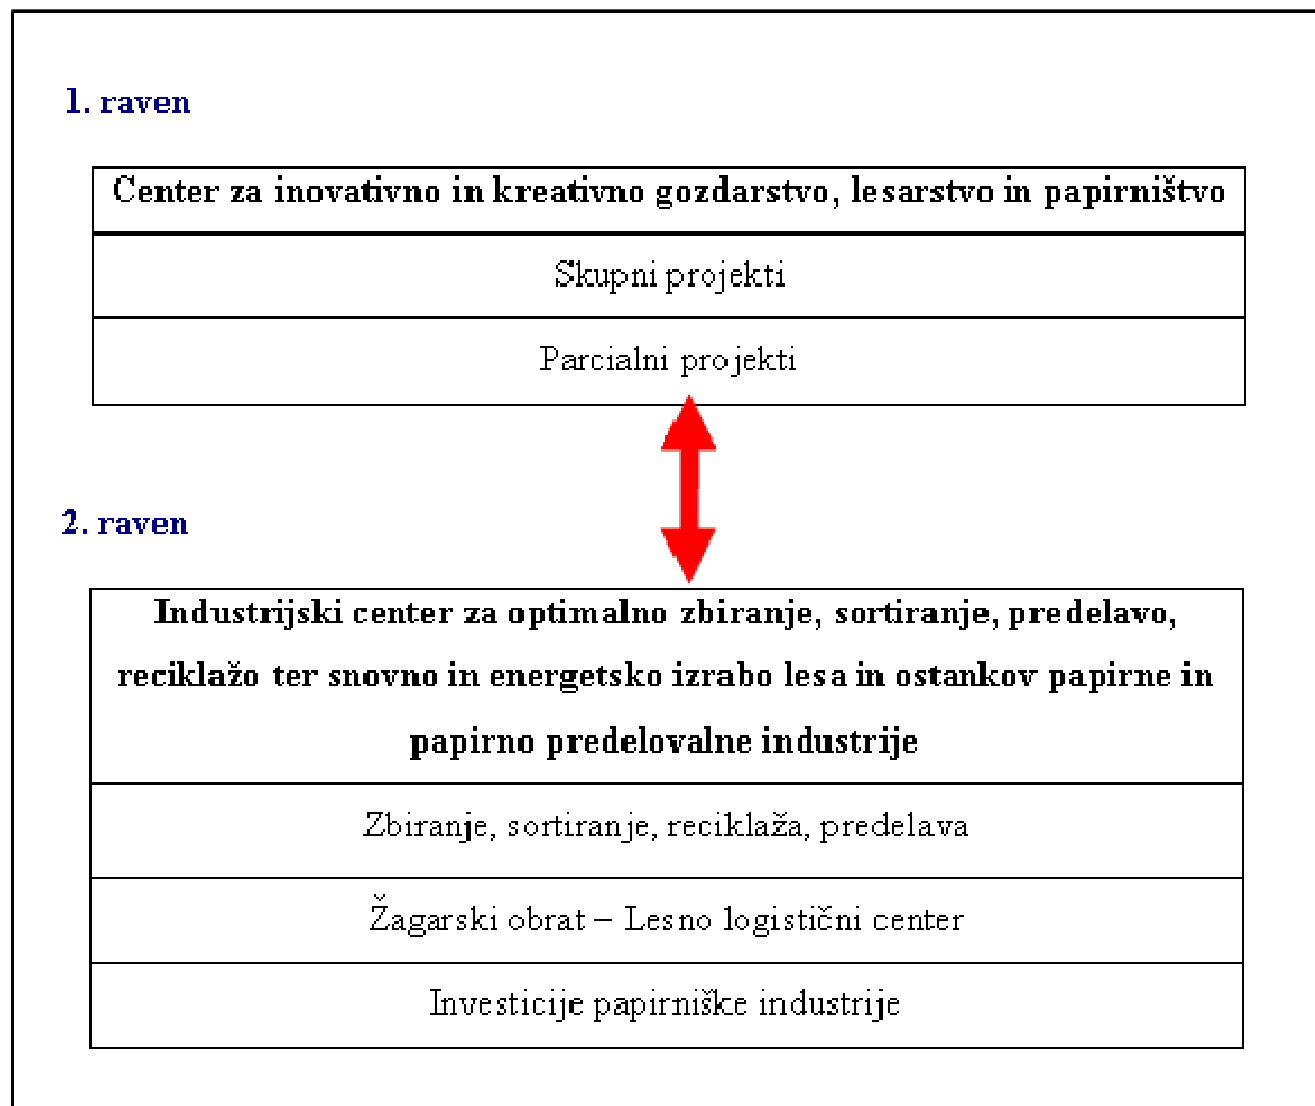 1. raven
Center za inovativno in kreativno gozdarstvo, lesarstvo in papirništvo
Skupni projekti
Parcialni projekti
2. raven
Industrijski center za optimalno zbiranje, sortiranje, predelavo,
reciklažo ter snovno in energetsko izrabo lesa in ostankov papirne in
papirno predelovalne industrije
Zbiranje, sortiranje, reciklaža, predelava
Žagarski obrat – Lesno logistični center
Investicije papirniške industrije